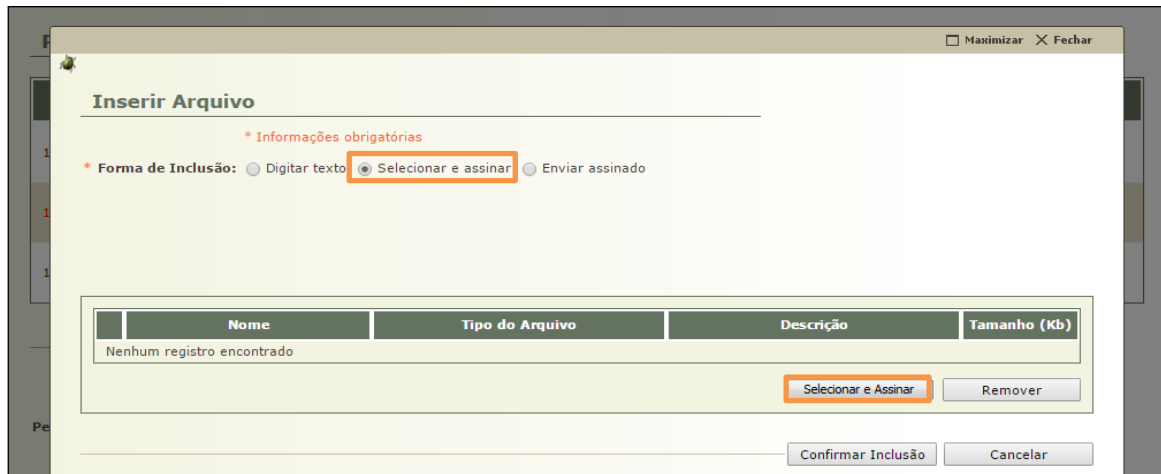 Maximizar Fechar
Inserir Arquivo
* Informações obrigatórias
* Forma de Inclusão: Digitar texto Selecionar e assinar Enviar assinado
Nome Tipo do Arquivo Descrição Tamanho (Kb)
Nenhum registro encontrado
Selecionar e Assinar Remover
Pe
Confirmar Inclusão Cancelar